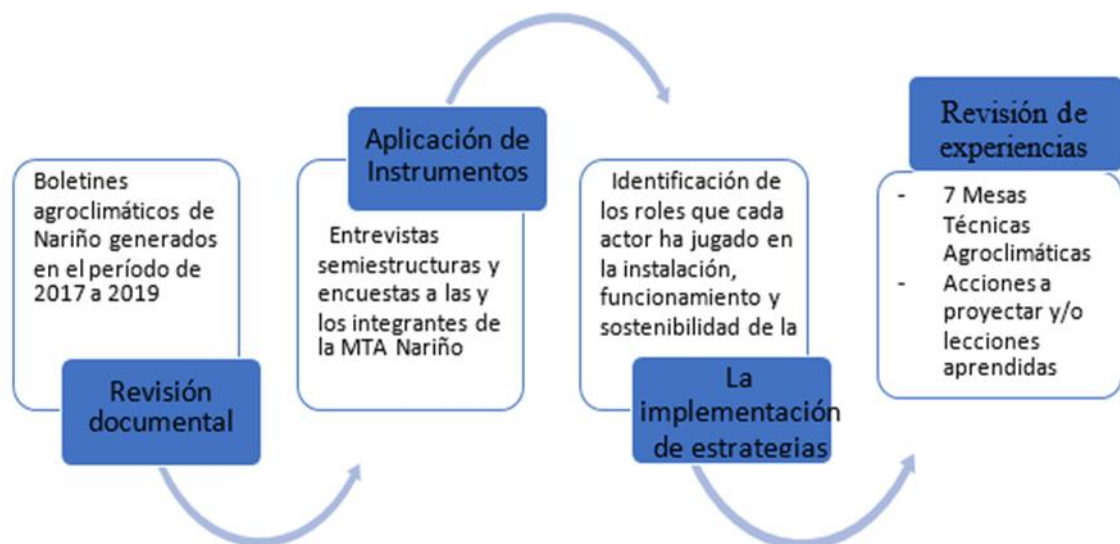 Boletines
agroclimáticos de
Nariño generados
en el período de
2017 a 2019
Revisión
documental
Aplicación de
Instrumentos
Entrevistas
semiestructuras y
encuestas a las y
los integrantes de
la MTA Nariño
Identificación de
los roles que cada
actor ha jugado en
la instalación,
funcionamiento y
sostenibilidad de la
La
implementación
de estrategias
Revisión de
experiencias
- 7 Mesas
Técnicas
Agroclimáticas
- Acciones a
proyectar y/o
lecciones
aprendidas